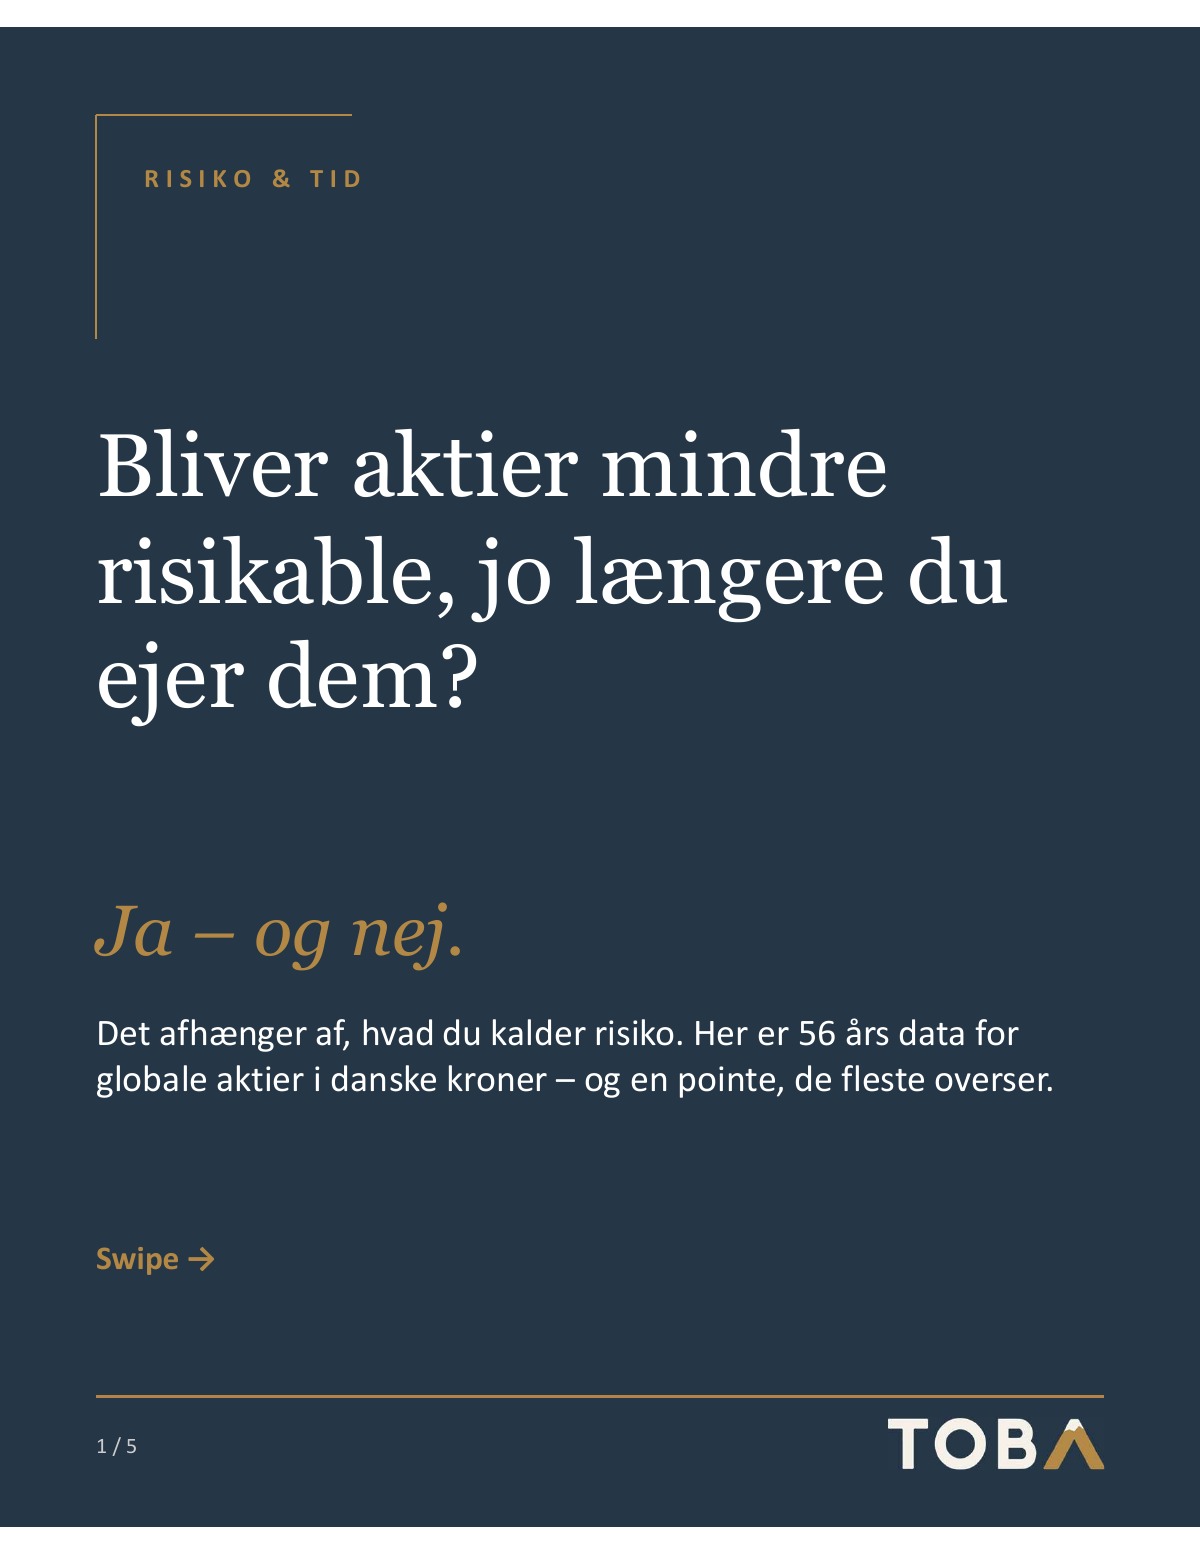 RISIKO & TID
Bliver aktier mindre
risikable, jo længere du
ejer dem?
Ja – og nej.
Det afhænger af, hvad du kalder risiko. Her er 56 års data for
globale aktier i danske kroner – og en pointe, de fleste overser.
Swipe →
1 / 5
TOBA